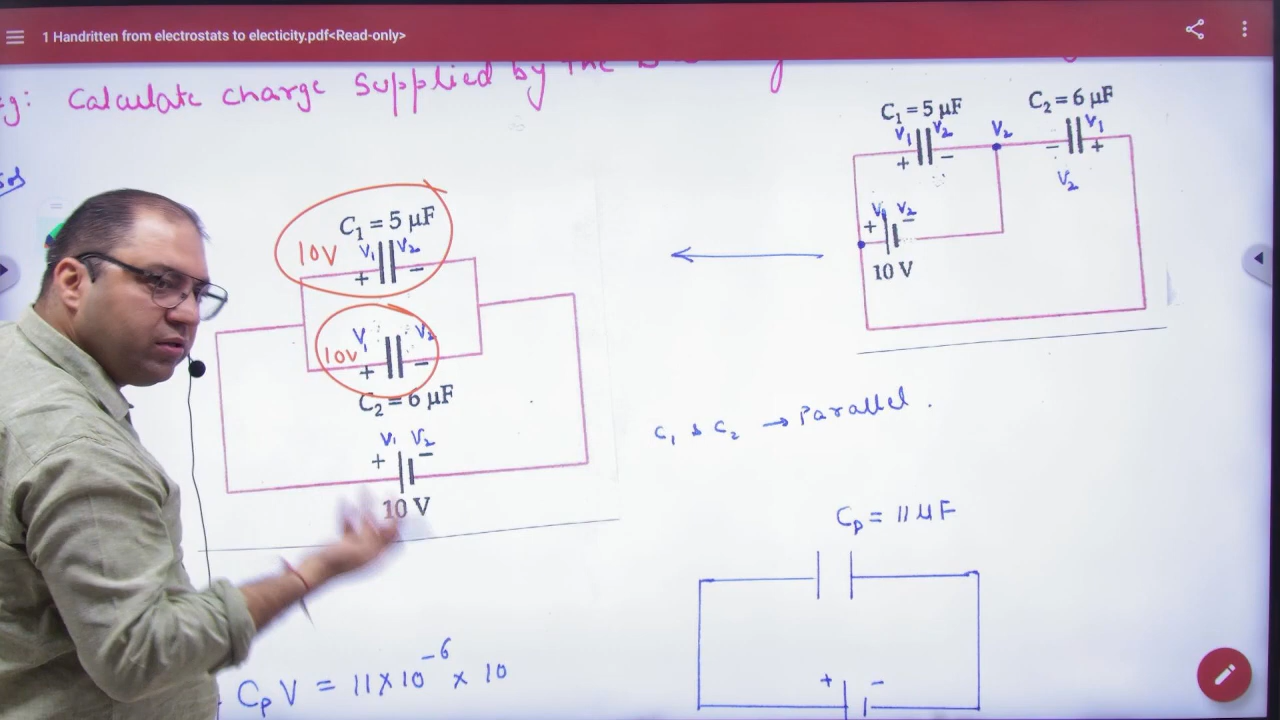 1 Handritten from electrostats to electicity.pdf<Read-only>
eg: Calculate charge Supplied by the
Sol
C₁ = 5 μF
10V V₁ V₂
+ −
10V V₁ V₂
+ −
C₂ = 6 μF
V₁ V₂
+ −
10 V
C₁ = 5 μF C₂ = 6 μF
V₁ V₂ V₂ V₁
+ − − +
V₂
V₁ V₂
+ −
10 V
C₁ & C₂ → Parallel.
Cp = 11 μF
+ −
CpV = 11×10⁻⁶ × 10